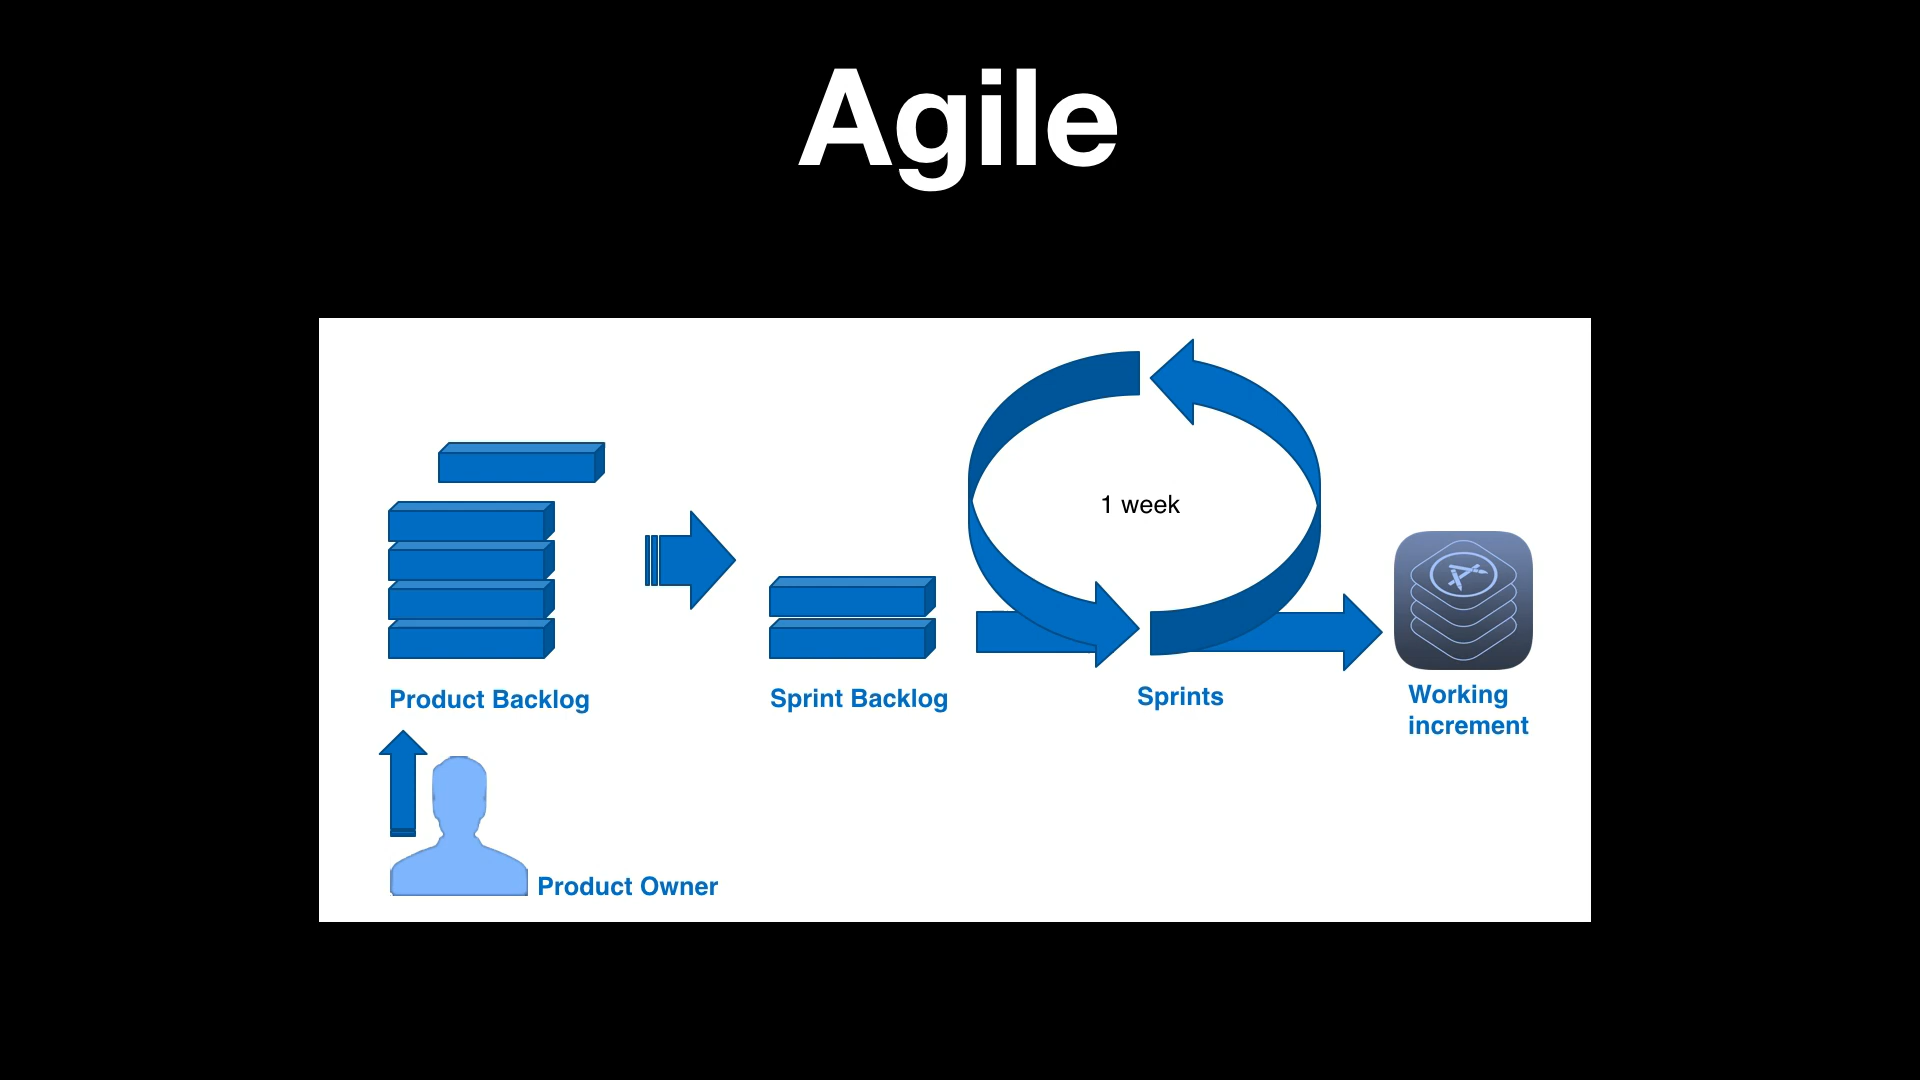 Agile
1 week
Product Backlog
Sprint Backlog
Sprints
Working
increment
Product Owner